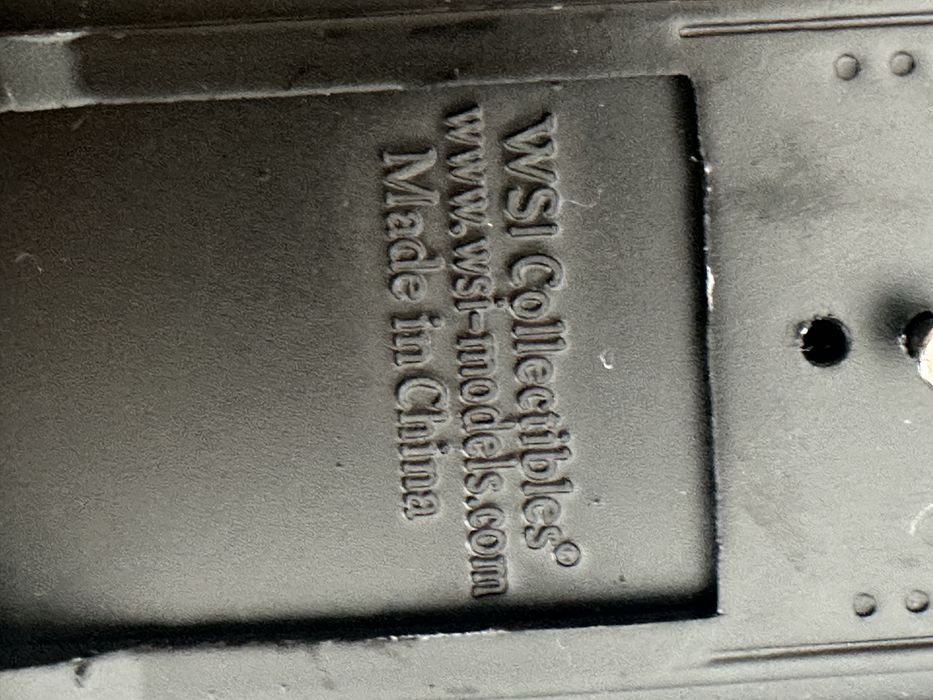 WSI Collectibles®
www.wsi-models.com
Made in China